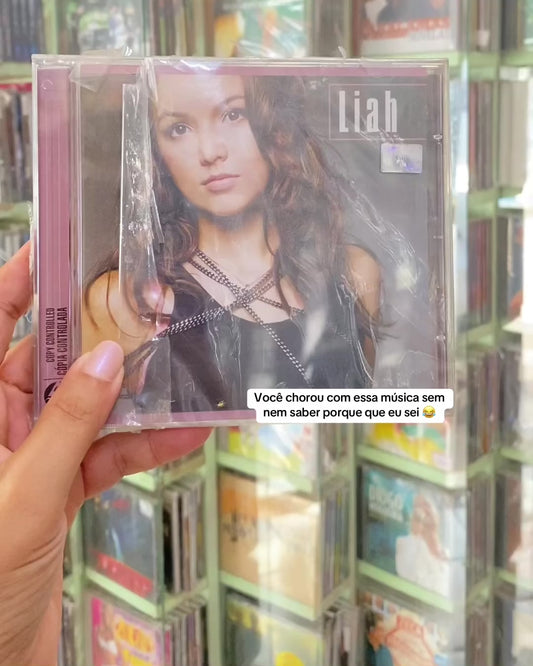 Liah
COPY CONTROLLED
CÓPIA CONTROLADA
Você chorou com essa música sem
nem saber porque que eu sei 😂